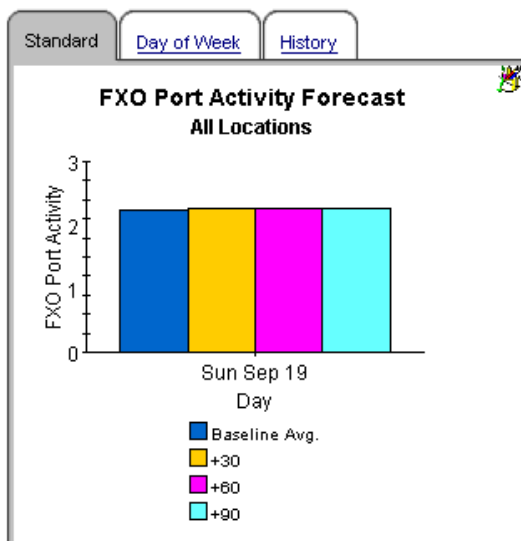 Standard
Day of Week
History
FXO Port Activity Forecast
All Locations
FXO Port Activity
3
2
1
0
Sun Sep 19
Day
Baseline Avg.
+30
+60
+90